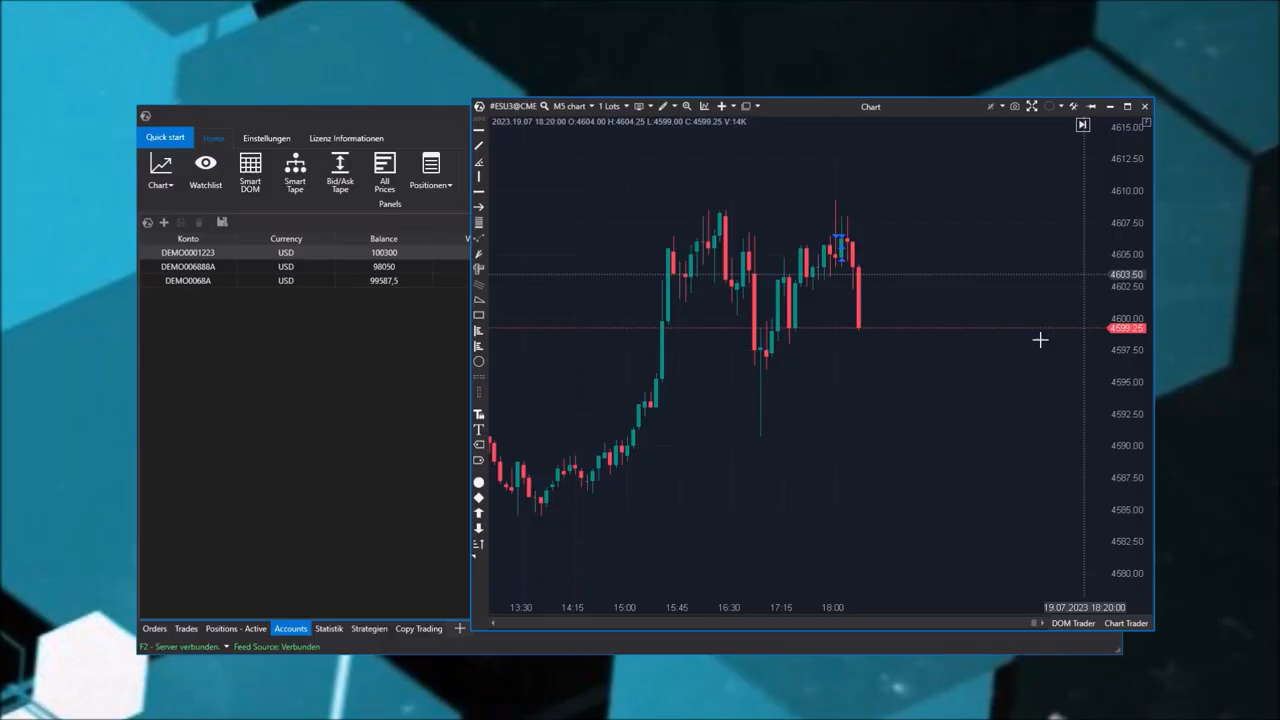 Quick start Home Einstellungen Lizenz Informationen
Chart Watchlist Smart DOM Smart Tape Bid/Ask Tape All Prices Positionen
Panels
Konto Currency Balance V
DEMO0001223 USD 100300
DEMO006888A USD 98050
DEMO0068A USD 99587,5
Orders Trades Positions - Active Accounts Statistik Strategien Copy Trading
F2 - Server verbunden. Feed Source: Verbunden
#ESU3@CME M5 chart 1 Lots Chart
2023.19.07 18:20:00 O:4604.00 H:4604.25 L:4599.00 C:4599.25 V:14K
4615.00
4612.50
4610.00
4607.50
4605.00
4603.50
4602.50
4600.00
4599.25
4597.50
4595.00
4592.50
4590.00
4587.50
4585.00
4582.50
4580.00
13:30 14:15 15:00 15:45 16:30 17:15 18:00 19.07.2023 18:20:00
DOM Trader Chart Trader